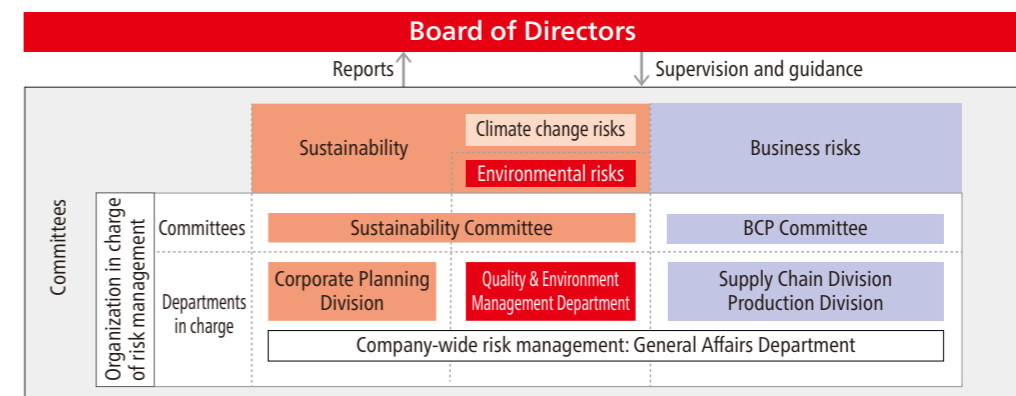 Board of Directors
Reports
Supervision and guidance
Committees
Sustainability
Climate change risks
Environmental risks
Business risks
Organization in charge
of risk management
Committees
Sustainability Committee
BCP Committee
Departments
in charge
Corporate Planning
Division
Quality & Environment
Management Department
Supply Chain Division
Production Division
Company-wide risk management: General Affairs Department